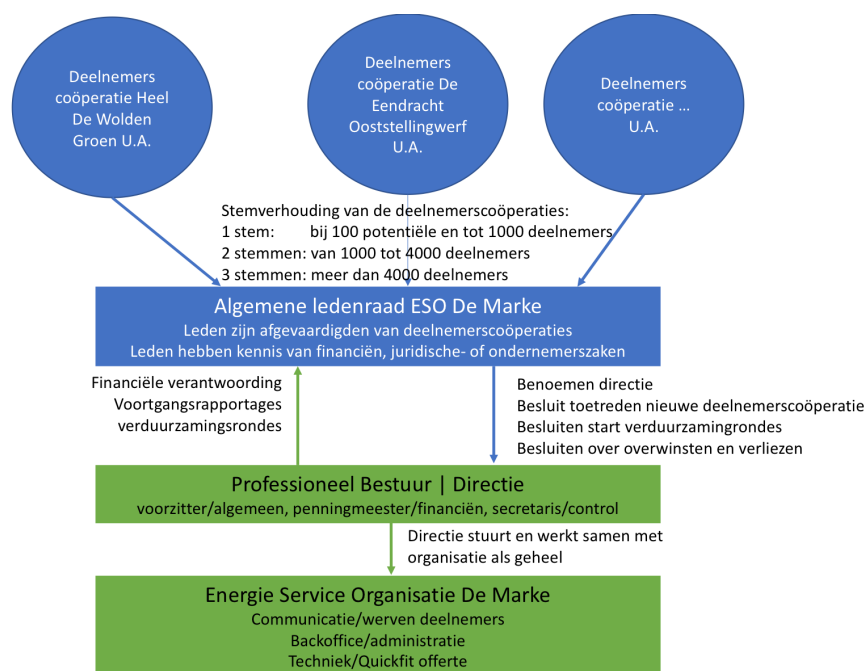 Deelnemers
coöperatie Heel
De Wolden
Groen U.A.
Deelnemers
coöperatie De
Eendracht
Ooststellingwerf
U.A.
Deelnemers
coöperatie ...
U.A.
Stemverhouding van de deelnemerscoöperaties:
1 stem: bij 100 potentiële en tot 1000 deelnemers
2 stemmen: van 1000 tot 4000 deelnemers
3 stemmen: meer dan 4000 deelnemers
Algemene ledenraad ESO De Marke
Leden zijn afgevaardigden van deelnemerscoöperaties
Leden hebben kennis van financiën, juridische- of ondernemerszaken
Financiële verantwoording
Voortgangsrapportages
verduurzamingsrondes
Benoemen directie
Besluit toetreden nieuwe deelnemerscoöperatie
Besluiten start verduurzamingrondes
Besluiten over overwinsten en verliezen
Professioneel Bestuur | Directie
voorzitter/algemeen, penningmeester/financiën, secretaris/control
Directie stuurt en werkt samen met
organisatie als geheel
Energie Service Organisatie De Marke
Communicatie/werven deelnemers
Backoffice/administratie
Techniek/Quickfit offerte